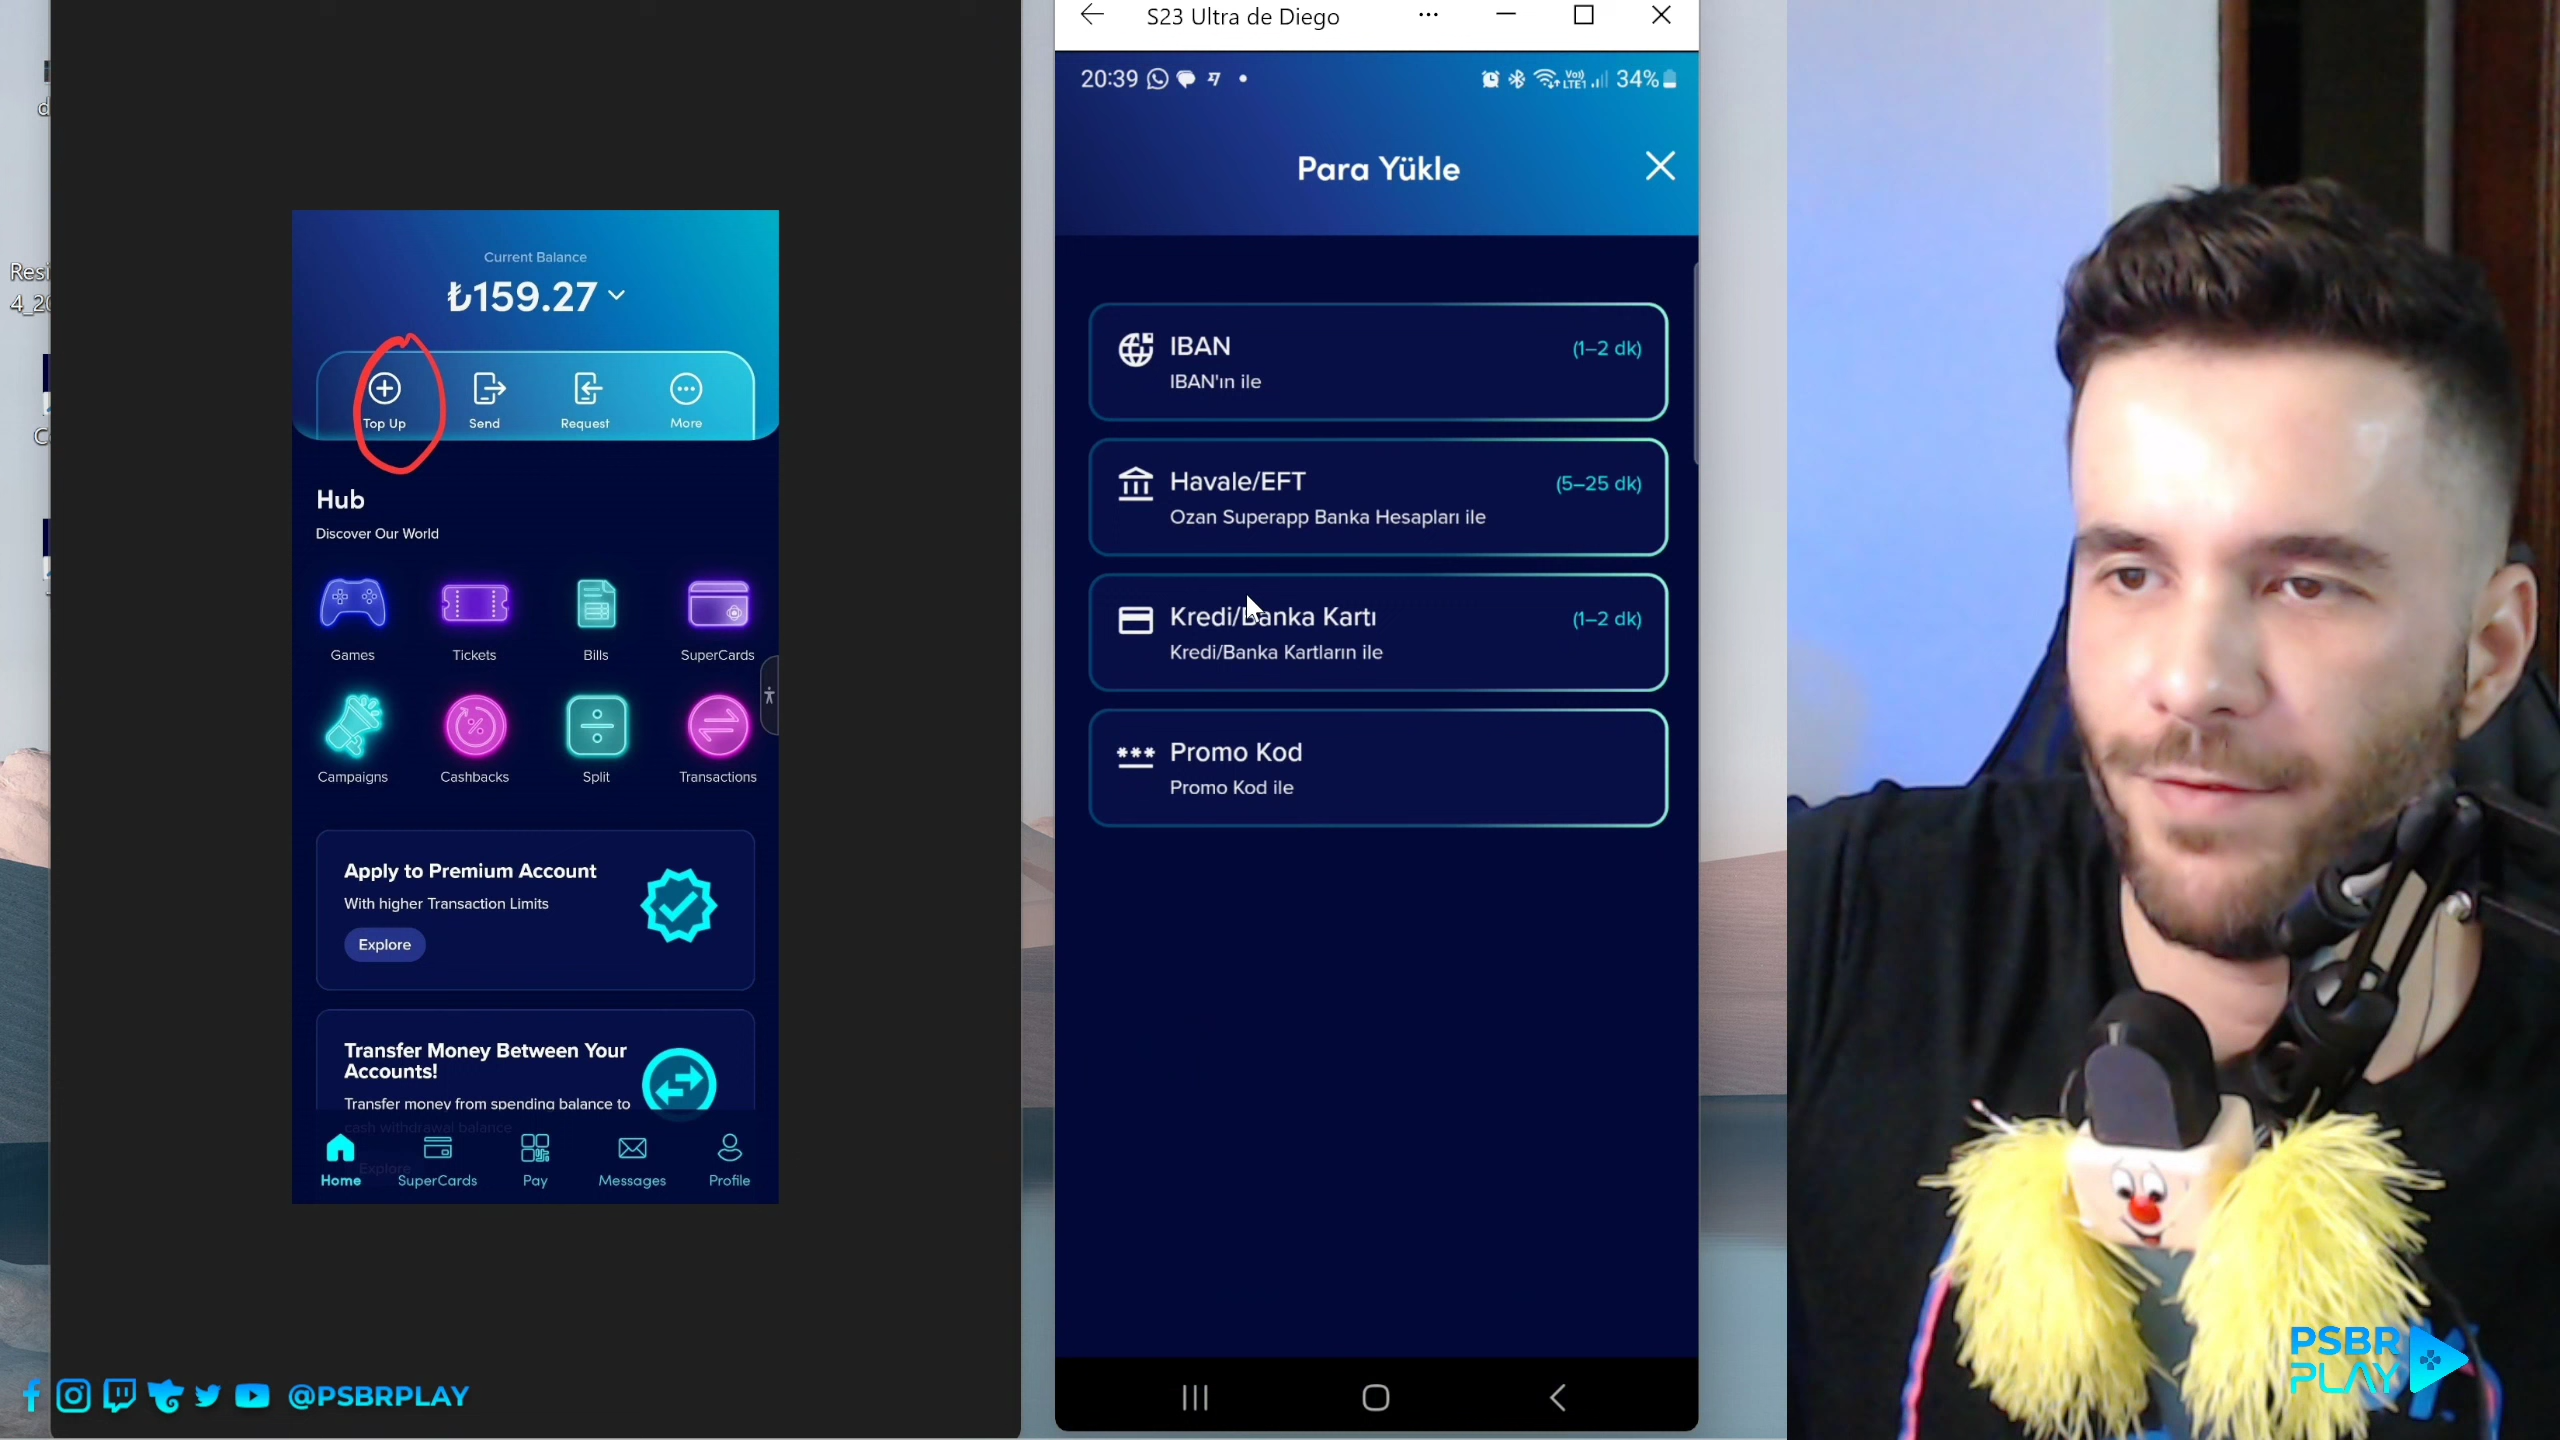 S23 Ultra de Diego
20:39
34%
Para Yükle
IBAN
(1–2 dk)
IBAN'ın ile
Havale/EFT
(5–25 dk)
Ozan Superapp Banka Hesapları ile
Kredi/Banka Kartı
(1–2 dk)
Kredi/Banka Kartların ile
*** Promo Kod
Promo Kod ile
Current Balance
₺159.27
Top Up
Send
Request
More
Hub
Discover Our World
Games
Tickets
Bills
SuperCards
Campaigns
Cashbacks
Split
Transactions
Apply to Premium Account
With higher Transaction Limits
Explore
Transfer Money Between Your
Accounts!
Transfer money from spending balance to
cash withdrawal balance
Explore
Home
SuperCards
Pay
Messages
Profile
@PSBRPLAY
PSBR
PLAY